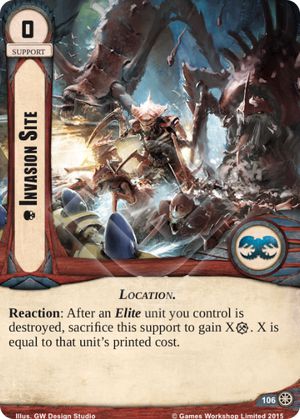 0
SUPPORT
Invasion Site
Location.
Reaction: After an Elite unit you control is
destroyed, sacrifice this support to gain X. X is
equal to that unit's printed cost.
106
Illus. GW Design Studio
© Games Workshop Limited 2015